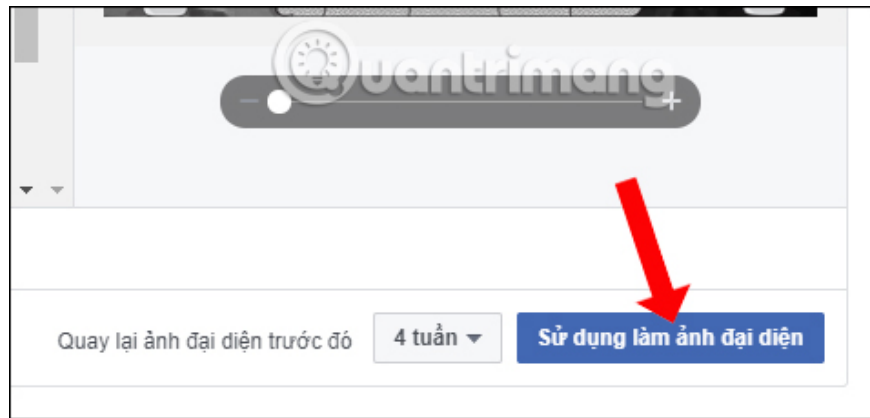 Quantrimang
Quay lại ảnh đại diện trước đó
4 tuần
Sử dụng làm ảnh đại diện